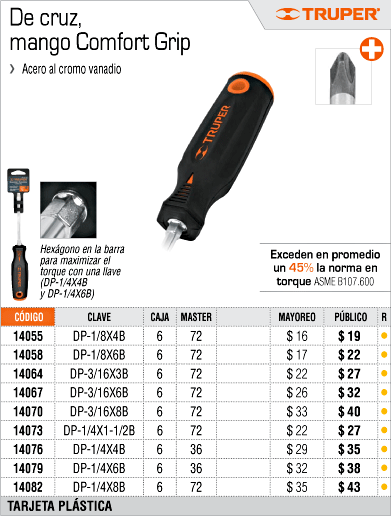 De cruz,
mango Comfort Grip
› Acero al cromo vanadio
TRUPER
TRUPER
Hexágono en la barra
para maximizar el
torque con una llave
(DP-1/4X4B
y DP-1/4X6B)
Exceden en promedio
un 45% la norma en
torque ASME B107.600
CÓDIGO CLAVE CAJA MASTER MAYOREO PÚBLICO R
14055 DP-1/8X4B 6 72 $ 16 $ 19
14058 DP-1/8X6B 6 72 $ 17 $ 22
14064 DP-3/16X3B 6 72 $ 22 $ 27
14067 DP-3/16X6B 6 72 $ 26 $ 32
14070 DP-3/16X8B 6 72 $ 33 $ 40
14073 DP-1/4X1-1/2B 6 72 $ 22 $ 27
14076 DP-1/4X4B 6 36 $ 29 $ 35
14079 DP-1/4X6B 6 36 $ 32 $ 38
14082 DP-1/4X8B 6 72 $ 35 $ 43
TARJETA PLÁSTICA